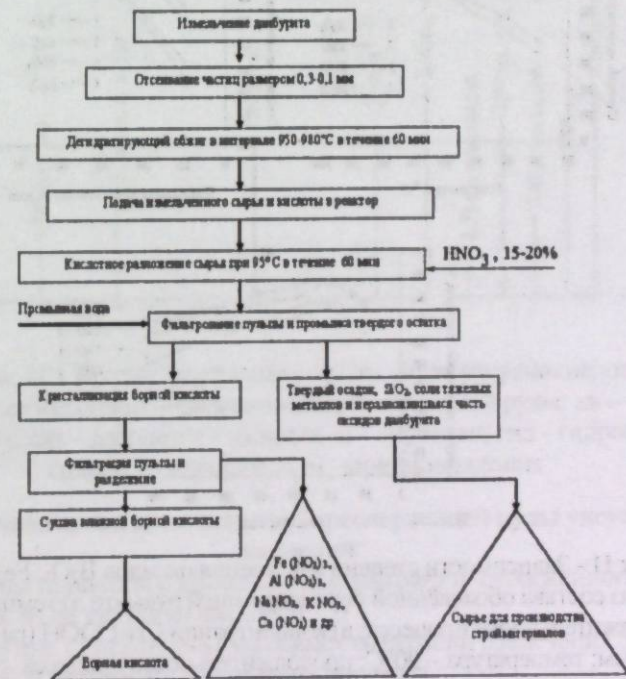 Измельчение данбурита
Отсеивание частиц размером 0,3-0,1 мм
Дегидратирующий обжиг в интервале 950-980°C в течение 60 мин
Подача измельченного сырья и кислоты в реактор
Кислотное разложение сырья при 95°C в течение 60 мин
HNO3, 15-20%
Промывная вода
Фильтрование пульпы и промывка твердого остатка
Кристаллизация борной кислоты
Твердый осадок, SiO2, соли тяжелых
металлов и неразложившаяся часть
оксидов данбурита
Фильтрация пульпы и
разделение
Сушка влажной борной кислоты
Fe (NO3)3,
Al (NO3)3,
NaNO3, KNO3,
Ca (NO3)2 и др
Сырье для производства
стройматериалов
Борная кислота